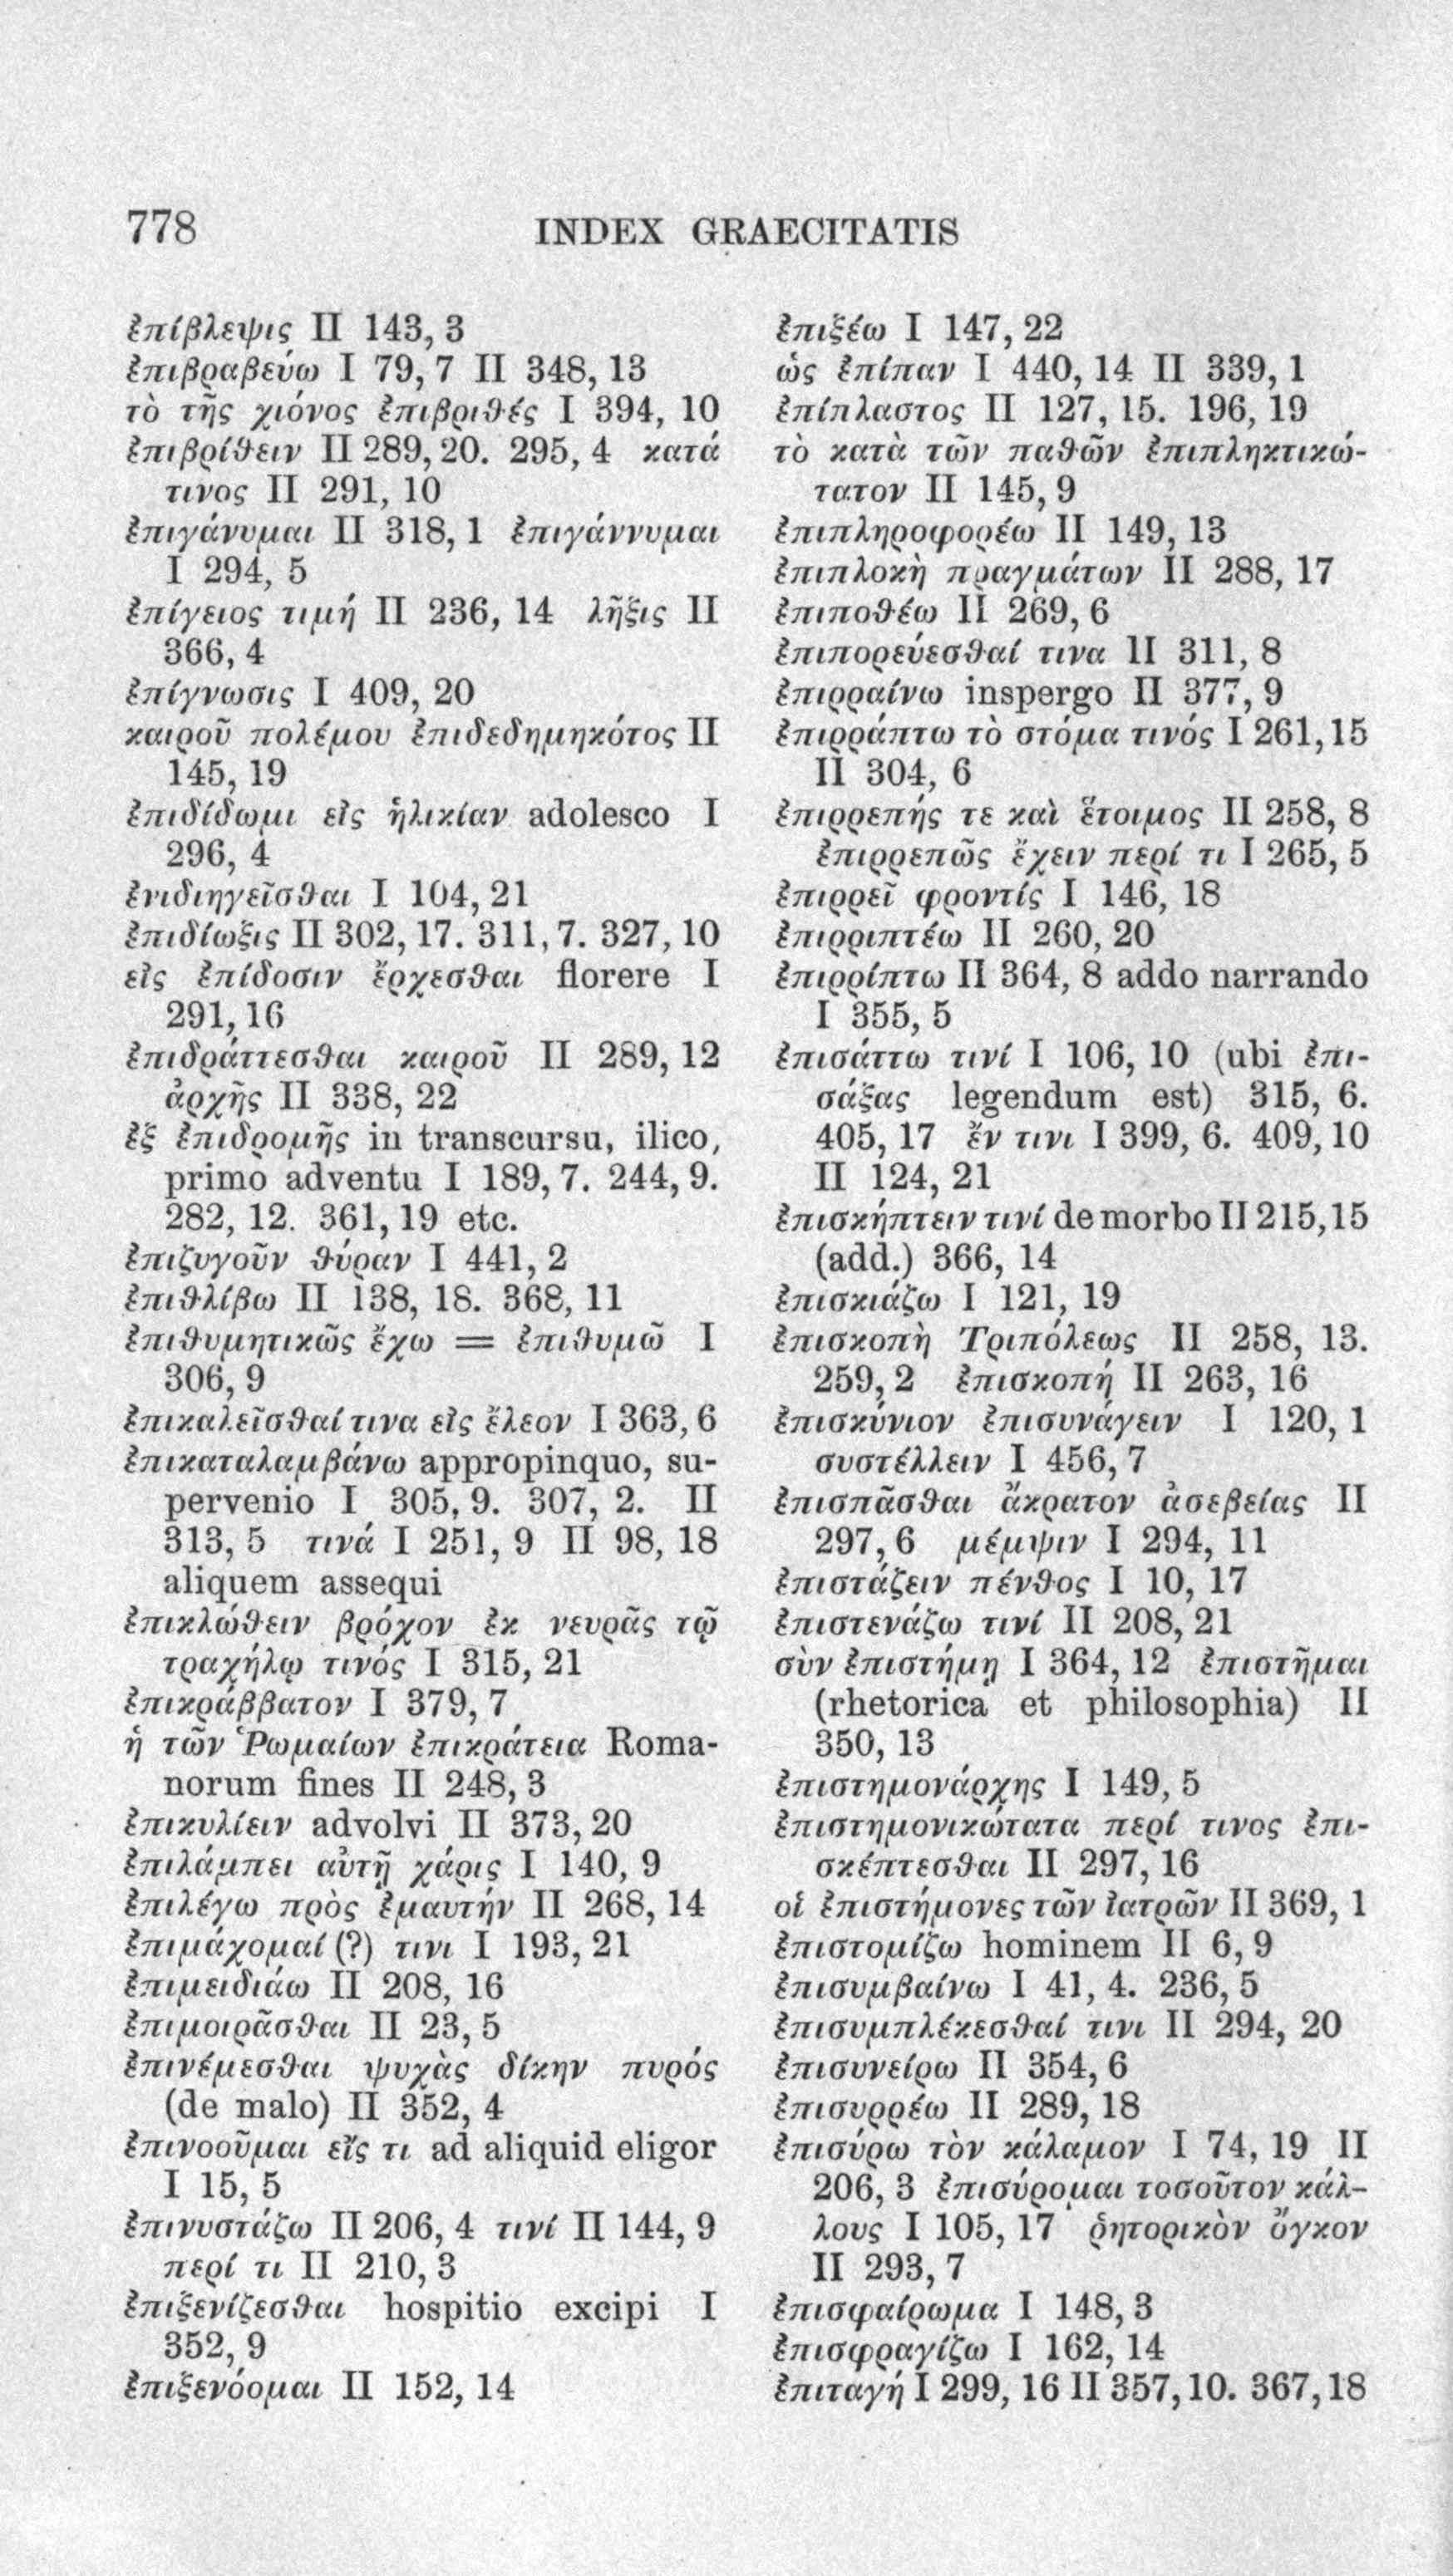 778
INDEX GRAECITATIS
ἐπίβλεψις II 143, 3
ἐπιβραβεύω I 79, 7 II 348, 13
τὸ τῆς χιόνος ἐπιβριθές I 394, 10
ἐπιβρίθειν II 289, 20. 295, 4 κατά
τινος II 291, 10
ἐπιγάνυμαι II 318, 1 ἐπιγάννυμαι
I 294, 5
ἐπίγειος τιμή II 236, 14 λῆξις II
366, 4
ἐπίγνωσις I 409, 20
καιροῦ πολέμου ἐπιδεδημηκότος II
145, 19
ἐπιδίδωμι εἰς ἡλικίαν adolesco I
296, 4
ἐνιδιηγεῖσθαι I 104, 21
ἐπιδίωξις II 302, 17. 311, 7. 327, 10
εἰς ἐπίδοσιν ἔρχεσθαι florere I
291, 16
ἐπιδράττεσθαι καιροῦ II 289, 12
ἀρχῆς II 338, 22
ἐξ ἐπιδρομῆς in transcursu, ilico,
primo adventu I 189, 7. 244, 9.
282, 12. 361, 19 etc.
ἐπιζυγοῦν θύραν I 441, 2
ἐπιθλίβω II 138, 18. 368, 11
ἐπιθυμητικῶς ἔχω = ἐπιθυμῶ I
306, 9
ἐπικαλεῖσθαί τινα εἰς ἔλεον I 363, 6
ἐπικαταλαμβάνω appropinquo, su-
pervenio I 305, 9. 307, 2. II
313, 5 τινά I 251, 9 II 98, 18
aliquem assequi
ἐπικλώθειν βρόχον ἐκ νευρᾶς τῷ
τραχήλῳ τινός I 315, 21
ἐπικράββατον I 379, 7
ἡ τῶν Ῥωμαίων ἐπικράτεια Roma-
norum fines II 248, 3
ἐπικυλίειν advolvi II 373, 20
ἐπιλάμπει αὐτῇ χάρις I 140, 9
ἐπιλέγω πρὸς ἐμαυτήν II 268, 14
ἐπιμάχομαί (?) τινι I 193, 21
ἐπιμειδιάω II 208, 16
ἐπιμοιρᾶσθαι II 23, 5
ἐπινέμεσθαι ψυχὰς δίκην πυρός
(de malo) II 352, 4
ἐπινοοῦμαι εἴς τι ad aliquid eligor
I 15, 5
ἐπινυστάζω II 206, 4 τινί II 144, 9
περί τι II 210, 3
ἐπιξενίζεσθαι hospitio excipi I
352, 9
ἐπιξενόομαι II 152, 14
ἐπιξέω I 147, 22
ὡς ἐπίπαν I 440, 14 II 339, 1
ἐπίπλαστος II 127, 15. 196, 19
τὸ κατὰ τῶν παθῶν ἐπιπληκτικώ-
τατον II 145, 9
ἐπιπληροφορέω II 149, 13
ἐπιπλοκὴ πραγμάτων II 288, 17
ἐπιποθέω II 269, 6
ἐπιπορεύεσθαί τινα II 311, 8
ἐπιρραίνω inspergo II 377, 9
ἐπιρράπτω τὸ στόμα τινός I 261, 15
II 304, 6
ἐπιρρεπής τε καὶ ἕτοιμος II 258, 8
ἐπιρρεπῶς ἔχειν περί τι I 265, 5
ἐπιρρεῖ φροντίς I 146, 18
ἐπιρριπτέω II 260, 20
ἐπιρρίπτω II 364, 8 addo narrando
I 355, 5
ἐπισάττω τινί I 106, 10 (ubi ἐπι-
σάξας legendum est) 315, 6.
405, 17 ἔν τινι I 399, 6. 409, 10
II 124, 21
ἐπισκήπτειν τινί de morbo II 215, 15
(add.) 366, 14
ἐπισκιάζω I 121, 19
ἐπισκοπὴ Τριπόλεως II 258, 13.
259, 2 ἐπισκοπή II 263, 16
ἐπισκύνιον ἐπισυνάγειν I 120, 1
συστέλλειν I 456, 7
ἐπισπᾶσθαι ἄκρατον ἀσεβείας II
297, 6 μέμψιν I 294, 11
ἐπιστάζειν πένθος I 10, 17
ἐπιστενάζω τινί II 208, 21
σὺν ἐπιστήμῃ I 364, 12 ἐπιστῆμαι
(rhetorica et philosophia) II
350, 13
ἐπιστημονάρχης I 149, 5
ἐπιστημονικώτατα περί τινος ἐπι-
σκέπτεσθαι II 297, 16
οἱ ἐπιστήμονες τῶν ἰατρῶν II 369, 1
ἐπιστομίζω hominem II 6, 9
ἐπισυμβαίνω I 41, 4. 236, 5
ἐπισυμπλέκεσθαί τινι II 294, 20
ἐπισυνείρω II 354, 6
ἐπισυρρέω II 289, 18
ἐπισύρω τὸν κάλαμον I 74, 19 II
206, 3 ἐπισύρομαι τοσοῦτον κάλ-
λους I 105, 17 ῥητορικὸν ὄγκον
II 293, 7
ἐπισφαίρωμα I 148, 3
ἐπισφραγίζω I 162, 14
ἐπιταγή I 299, 16 II 357, 10. 367, 18